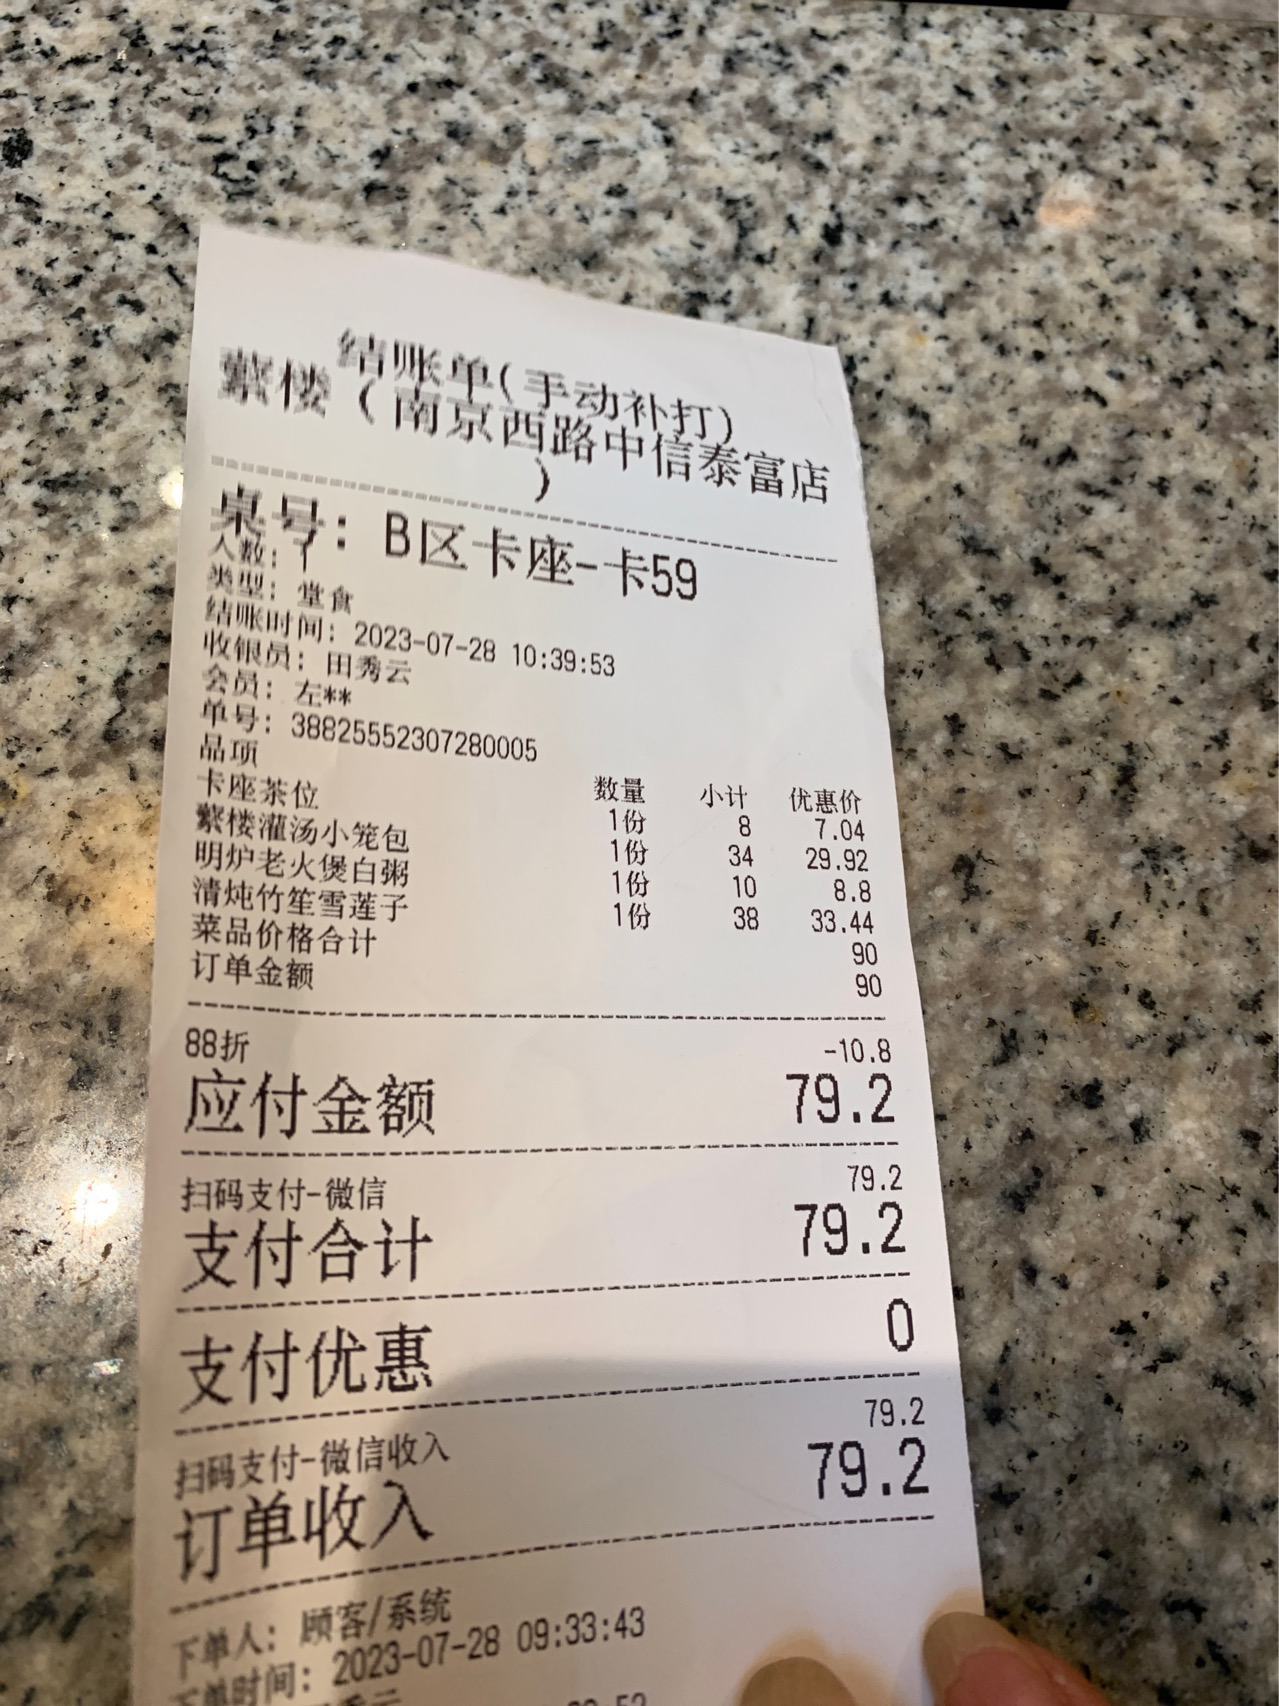 结账单(手动补打)
蘩楼（南京西路中信泰富店
）
桌号：B区卡座-卡59
人数：1
类型：堂食
结账时间：2023-07-28 10:39:53
收银员：田秀云
会员：左**
单号：38825552307280005
品项 数量 小计 优惠价
卡座茶位 1份 8 7.04
蘩楼灌汤小笼包 1份 34 29.92
明炉老火煲白粥 1份 10 8.8
清炖竹笙雪莲子 1份 38 33.44
菜品价格合计 90
订单金额 90
88折 -10.8
应付金额 79.2
扫码支付-微信 79.2
支付合计 79.2
支付优惠 0
扫码支付-微信收入 79.2
订单收入 79.2
下单人：顾客/系统
下单时间：2023-07-28 09:33:43